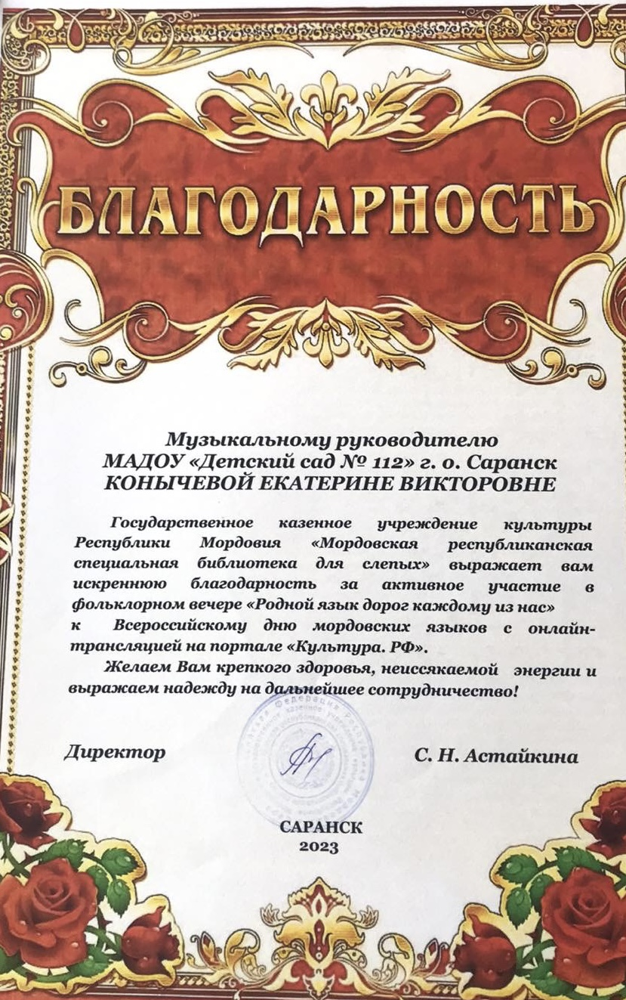 БЛАГОДАРНОСТЬ
Музыкальному руководителю
МАДОУ «Детский сад № 112» г. о. Саранск
КОНЫЧЕВОЙ ЕКАТЕРИНЕ ВИКТОРОВНЕ
Государственное казенное учреждение культуры
Республики Мордовия «Мордовская республиканская
специальная библиотека для слепых» выражает вам
искреннюю благодарность за активное участие в
фольклорном вечере «Родной язык дорог каждому из нас»
к Всероссийскому дню мордовских языков с онлайн-
трансляцией на портале «Культура. РФ».
Желаем Вам крепкого здоровья, неиссякаемой энергии и
выражаем надежду на дальнейшее сотрудничество!
Директор С. Н. Астайкина
САРАНСК
2023